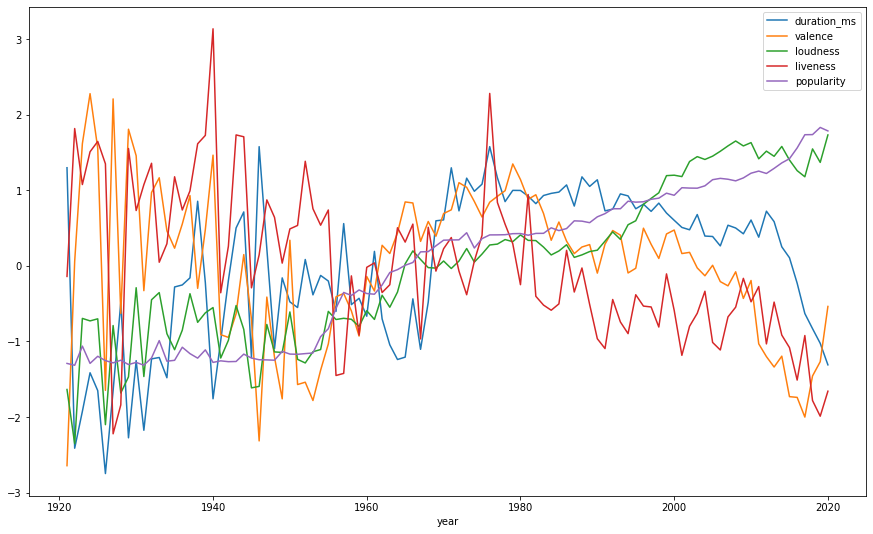 duration_ms
valence
loudness
liveness
popularity
3
2
1
0
−1
−2
−3
1920 1940 1960 1980 2000 2020
year